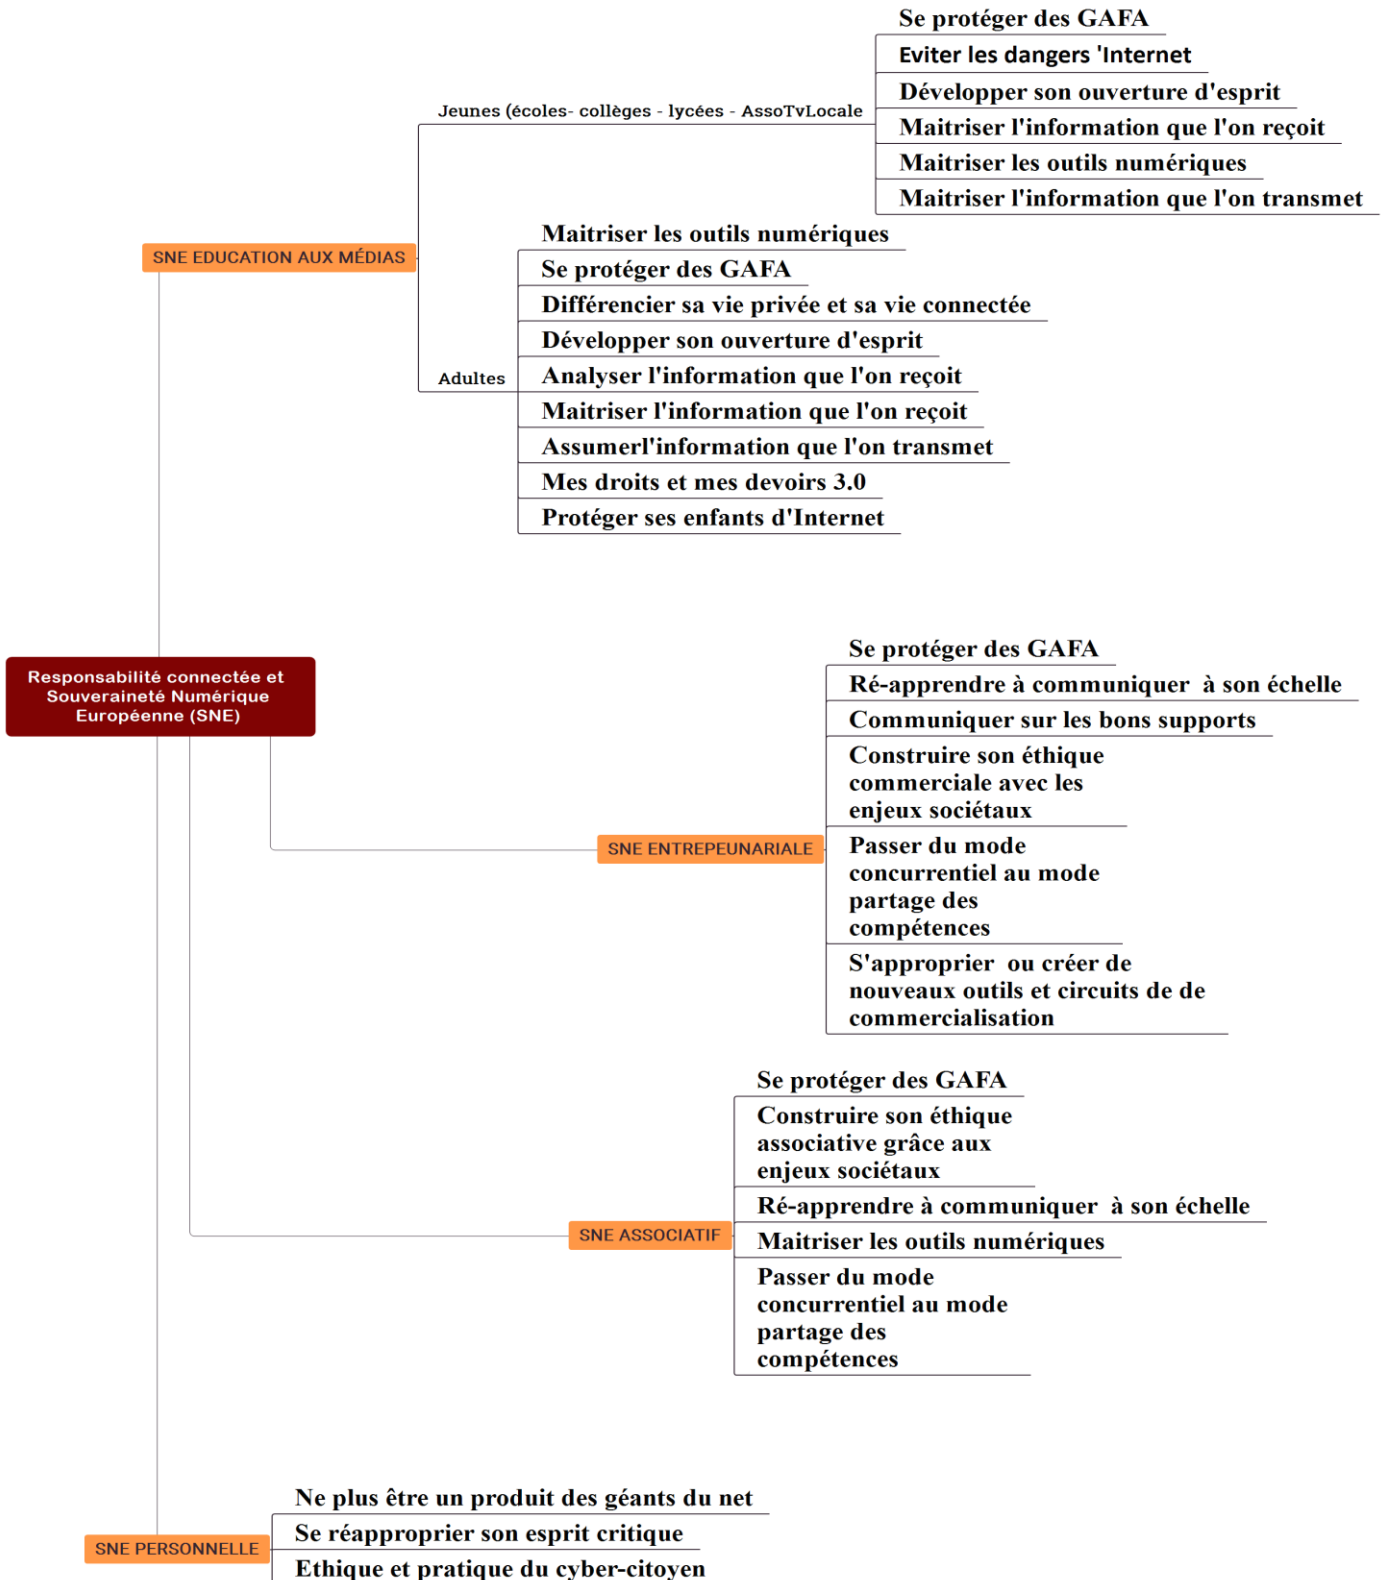 Se protéger des GAFA
Eviter les dangers 'Internet
Développer son ouverture d'esprit
Jeunes (écoles- collèges - lycées - AssoTvLocale
Maitriser l'information que l'on reçoit
Maitriser les outils numériques
Maitriser l'information que l'on transmet
SNE EDUCATION AUX MÉDIAS
Maitriser les outils numériques
Se protéger des GAFA
Différencier sa vie privée et sa vie connectée
Développer son ouverture d'esprit
Adultes
Analyser l'information que l'on reçoit
Maitriser l'information que l'on reçoit
Assumerl'information que l'on transmet
Mes droits et mes devoirs 3.0
Protéger ses enfants d'Internet
Responsabilité connectée et
Souveraineté Numérique
Européenne (SNE)
Se protéger des GAFA
Ré-apprendre à communiquer  à son échelle
Communiquer sur les bons supports
Construire son éthique
commerciale avec les
enjeux sociétaux
SNE ENTREPEUNARIALE
Passer du mode
concurrentiel au mode
partage des
compétences
S'approprier  ou créer de
nouveaux outils et circuits de de
commercialisation
Se protéger des GAFA
Construire son éthique
associative grâce aux
enjeux sociétaux
Ré-apprendre à communiquer  à son échelle
SNE ASSOCIATIF
Maitriser les outils numériques
Passer du mode
concurrentiel au mode
partage des
compétences
Ne plus être un produit des géants du net
Se réapproprier son esprit critique
SNE PERSONNELLE
Ethique et pratique du cyber-citoyen